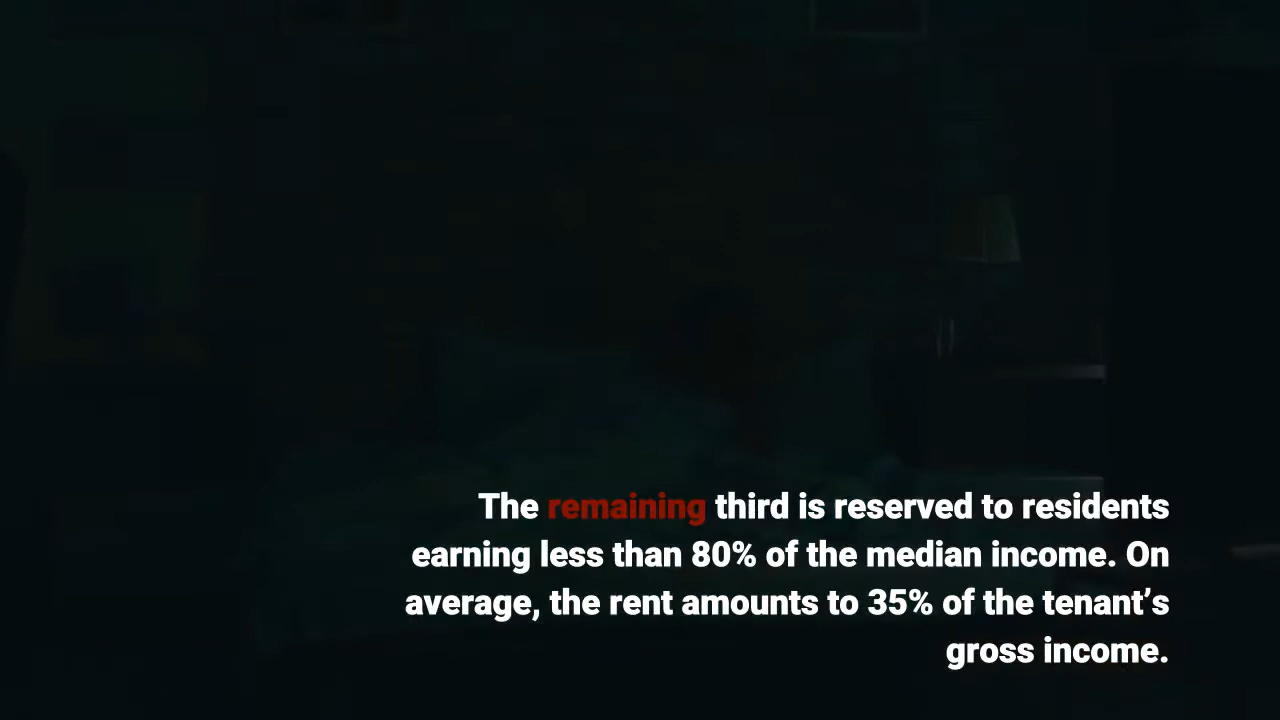 The remaining third is reserved to residents
earning less than 80% of the median income. On
average, the rent amounts to 35% of the tenant’s
gross income.